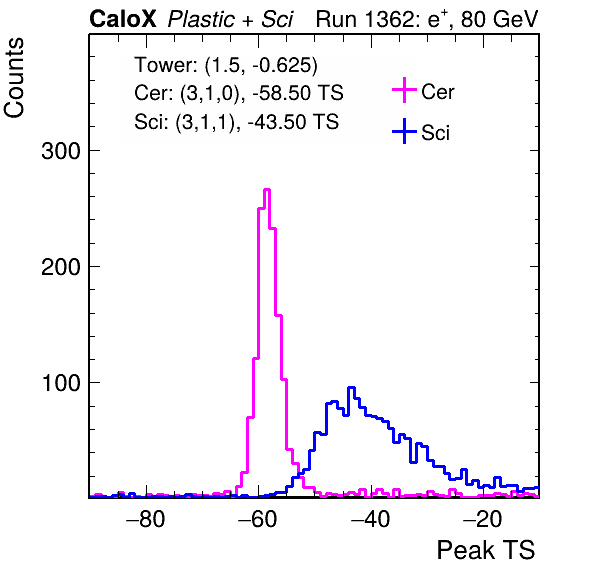 CaloX Plastic + Sci Run 1362: e+, 80 GeV
Counts
Tower: (1.5, -0.625)
Cer: (3,1,0), -58.50 TS
Sci: (3,1,1), -43.50 TS
Cer
Sci
300
200
100
−80 −60 −40 −20
Peak TS